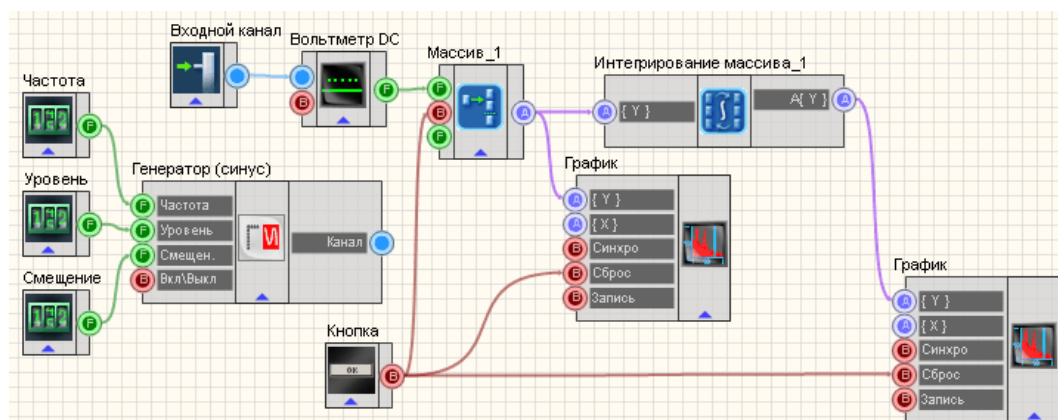 Входной канал
Вольтметр DC
F
B
Массив_1
F
B
F
A
Интегрирование массива_1
A
{ Y }
A{ Y }
A
Частота
F
Уровень
F
Смещение
F
Генератор (синус)
F
Частота
F
Уровень
F
Смещен.
B
Вкл\Выкл
Канал
График
A
{ Y }
A
{ X }
B
Синхро
B
Сброс
B
Запись
Кнопка
OK
B
График
A
{ Y }
A
{ X }
B
Синхро
B
Сброс
B
Запись